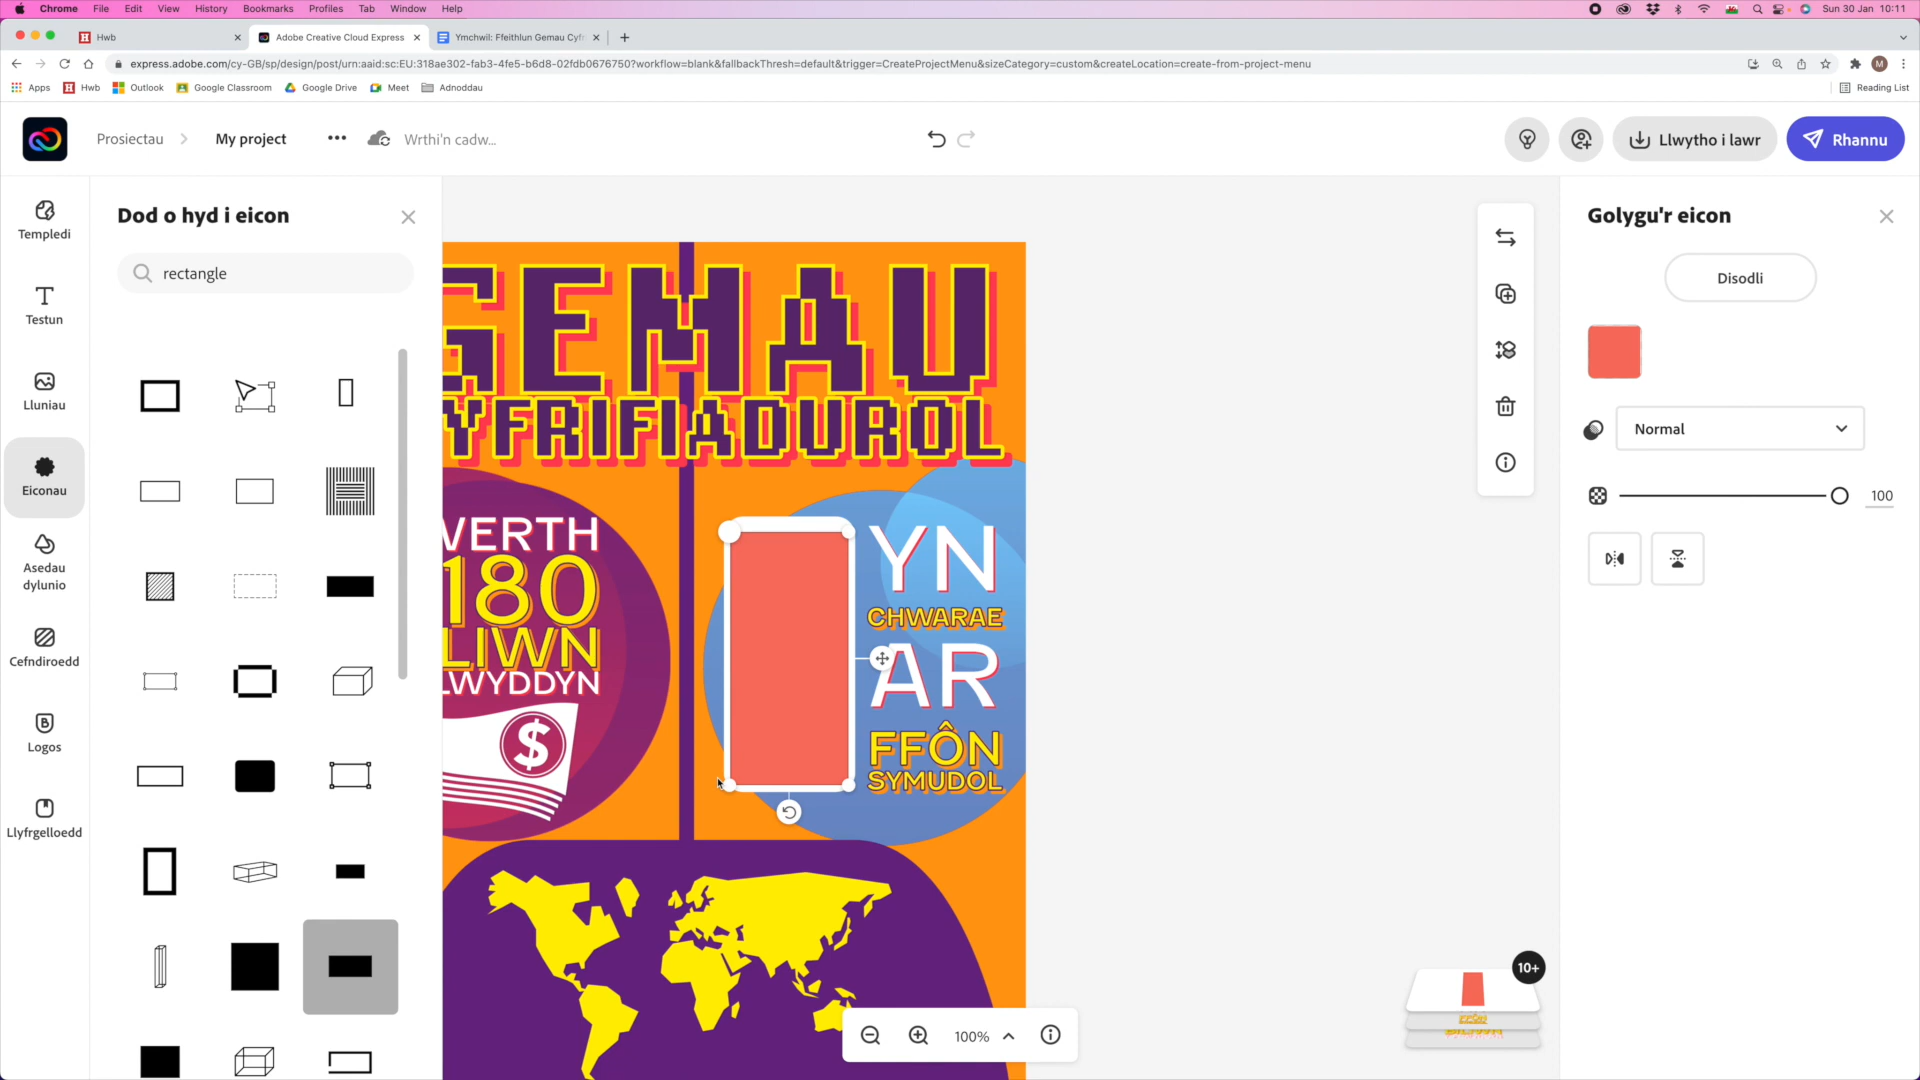 Chrome File Edit View History Bookmarks Profiles Tab Window Help Sun 30 Jan 10:11
Hwb Adobe Creative Cloud Express Ymchwil: Ffeithlun Gemau Cyfr
express.adobe.com/cy-GB/sp/design/post/urn:aaid:sc:EU:318ae302-fab3-4fe5-b6d8-02fdb0676750?workflow=blank&fallbackThresh=default&trigger=CreateProjectMenu&sizeCategory=custom&createLocation=create-from-project-menu
Apps Hwb Outlook Google Classroom Google Drive Meet Adnoddau Reading List
Prosiectau My project Wrthi'n cadw... Llwytho i lawr Rhannu
Templedi
Testun
Lluniau
Eiconau
Asedau
dylunio
Cefndiroedd
Logos
Llyfrgelloedd
Dod o hyd i eicon
rectangle
GEMAU
YFRIFIADUROL
WERTH
180
LIWN
LWYDDYN
$
YN
CHWARAE
AR
FFÔN
SYMUDOL
100%
Golygu'r eicon
Disodli
Normal
100
10+